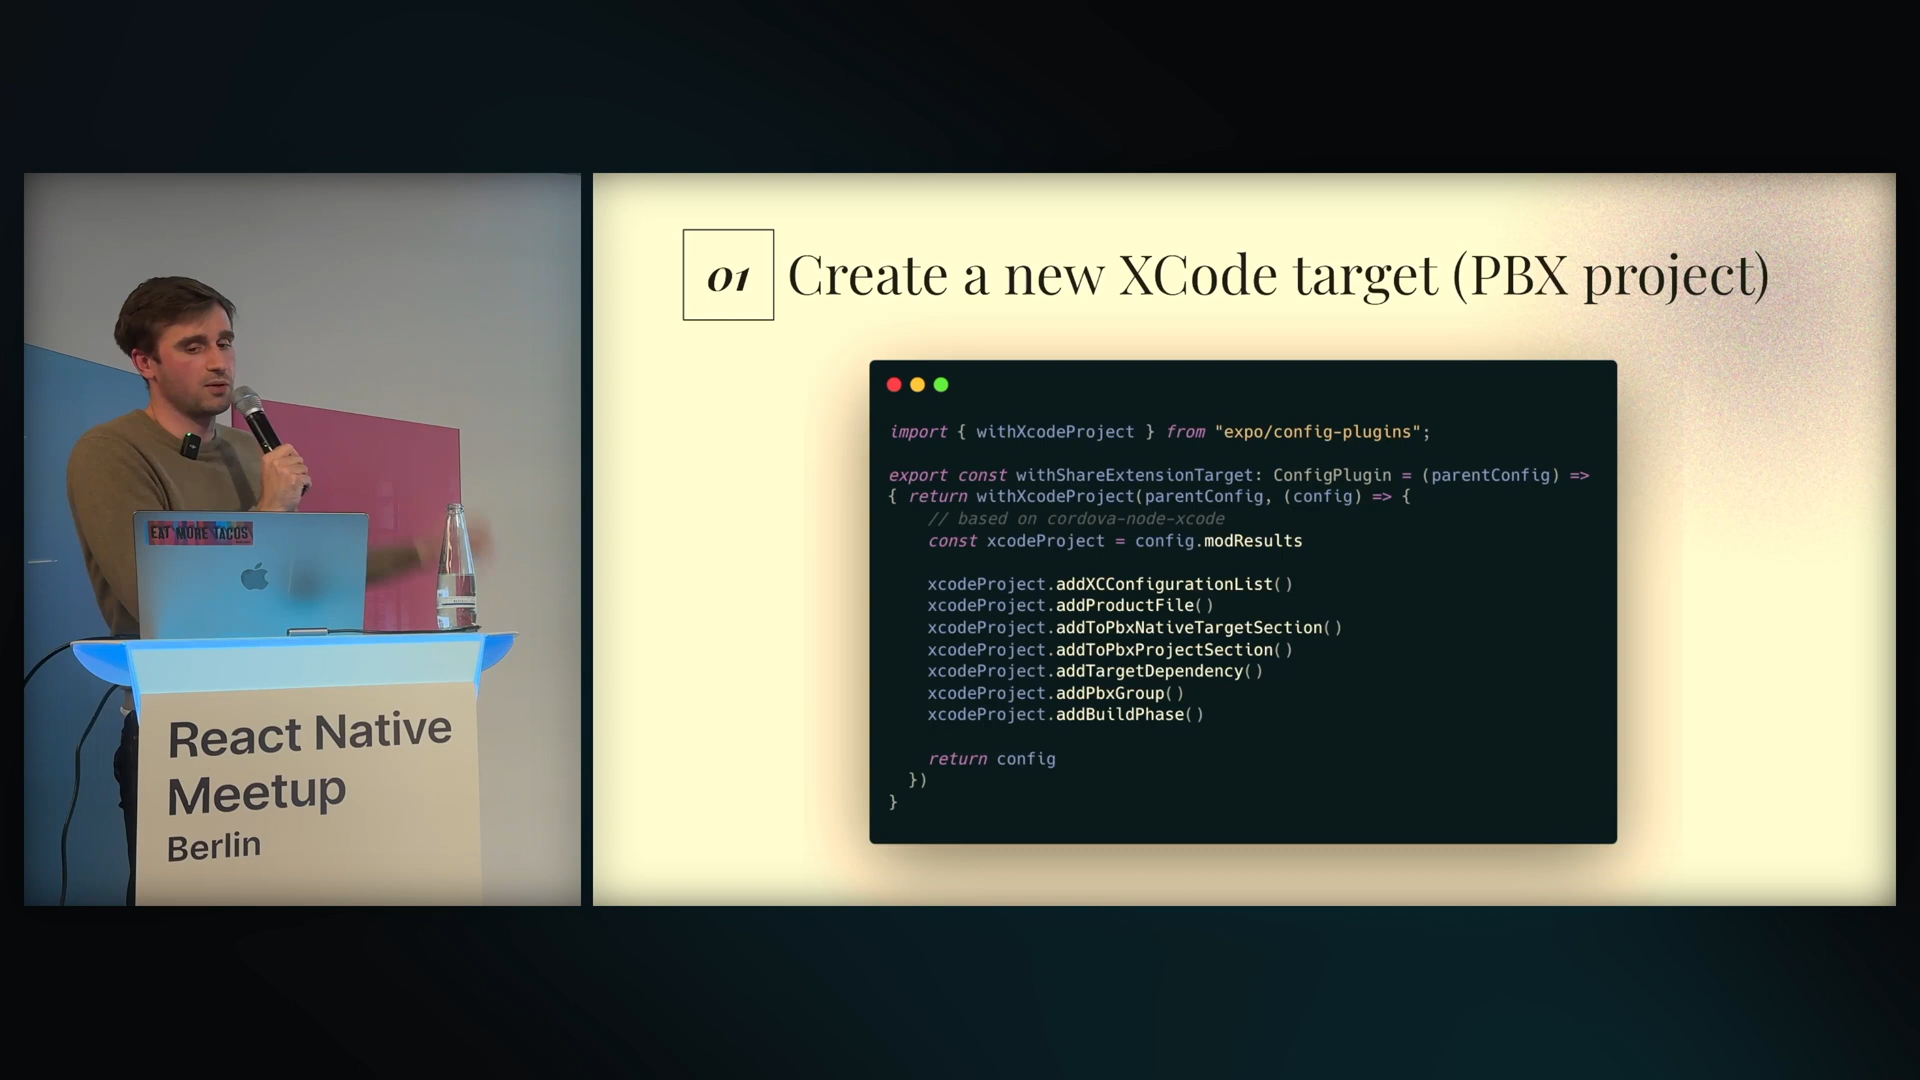 EAT MORE TACOS
React Native
Meetup
Berlin
01 Create a new XCode target (PBX project)
import { withXcodeProject } from "expo/config-plugins";
export const withShareExtensionTarget: ConfigPlugin = (parentConfig) =>
{ return withXcodeProject(parentConfig, (config) => {
// based on cordova-node-xcode
const xcodeProject = config.modResults
xcodeProject.addXCConfigurationList()
xcodeProject.addProductFile()
xcodeProject.addToPbxNativeTargetSection()
xcodeProject.addToPbxProjectSection()
xcodeProject.addTargetDependency()
xcodeProject.addPbxGroup()
xcodeProject.addBuildPhase()
return config
})
}